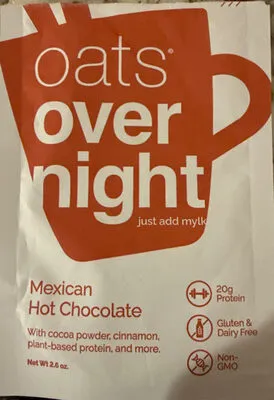 oats®
over
night
just add mylk
Mexican
Hot Chocolate
With cocoa powder, cinnamon,
plant-based protein, and more.
Net Wt 2.6 oz.
20g
Protein
Gluten &
Dairy Free
Non-
GMO